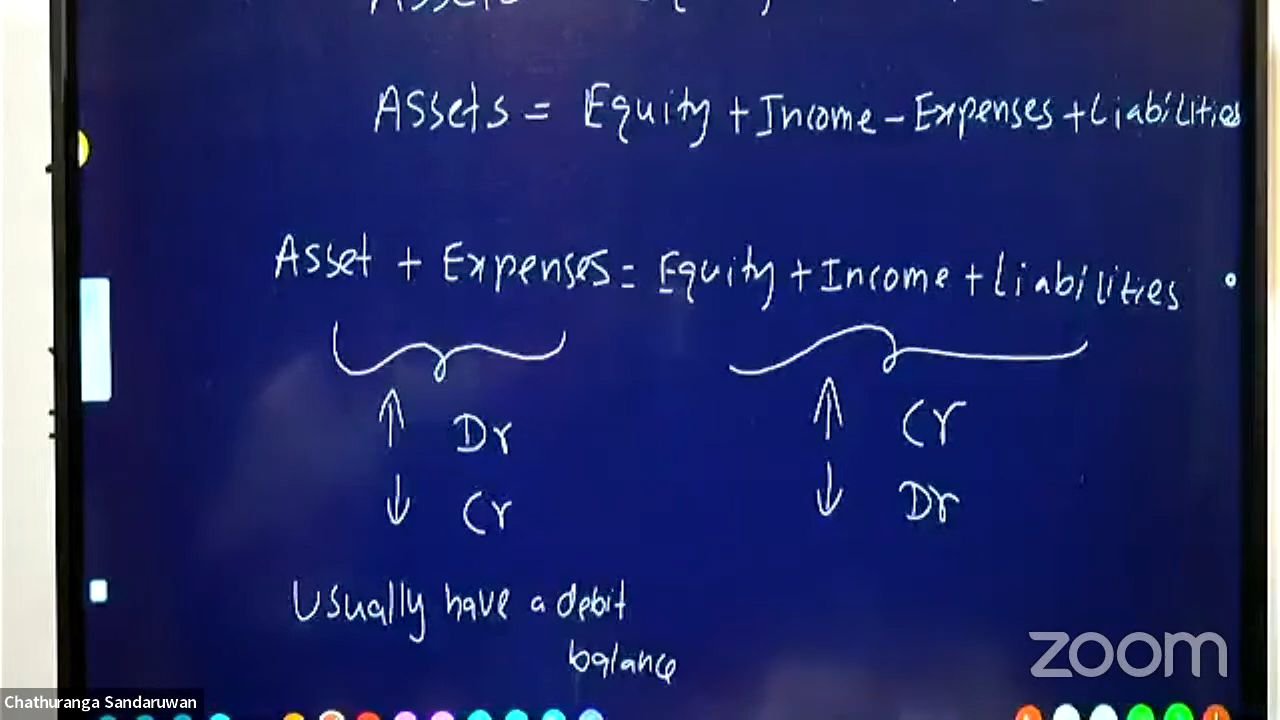 Assets = Equity + Income - Expenses + Liabilities
Asset + Expenses = Equity + Income + Liabilities
↑ Dr
↓ Cr
↑ Cr
↓ Dr
Usually have a debit
balance
zoom
Chathuranga Sandaruwan